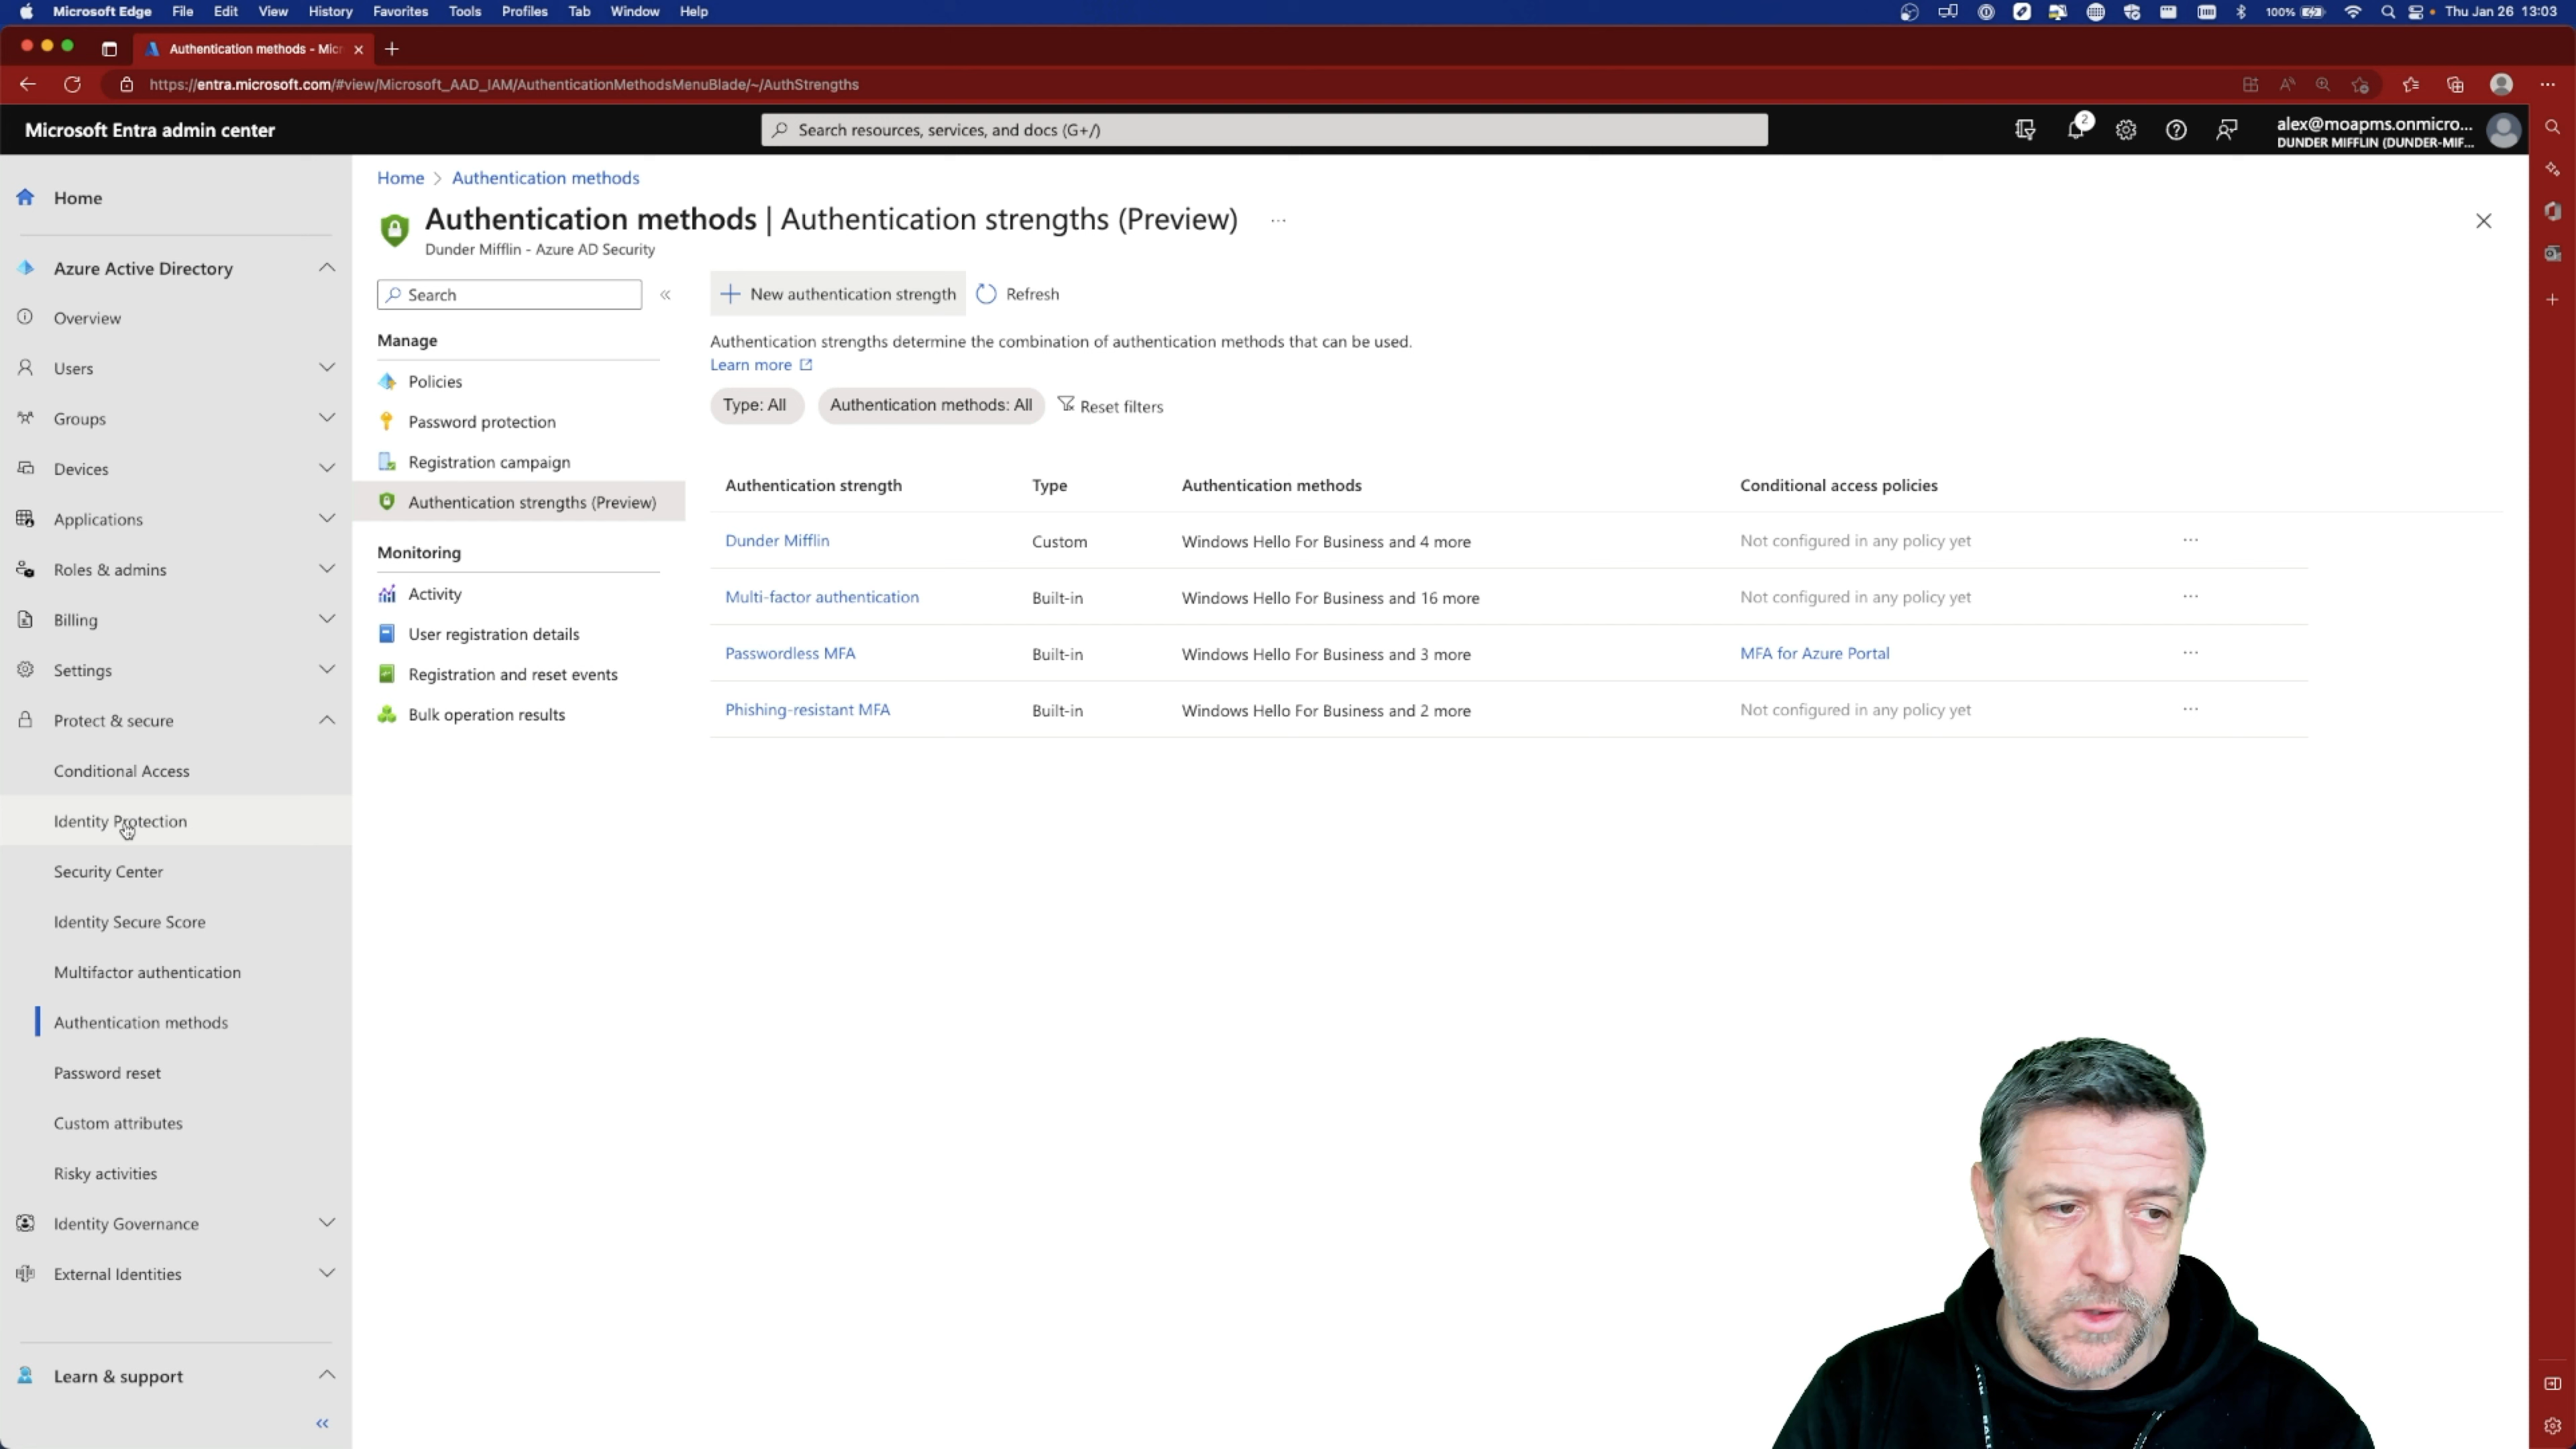 Microsoft Edge File Edit View History Favorites Tools Profiles Tab Window Help 100% Thu Jan 26 13:03
Authentication methods - Micr
https://entra.microsoft.com/#view/Microsoft_AAD_IAM/AuthenticationMethodsMenuBlade/~/AuthStrengths
Microsoft Entra admin center
Search resources, services, and docs (G+/)
2
alex@moapms.onmicro...
DUNDER MIFFLIN (DUNDER-MIF...
Home
Azure Active Directory
Overview
Users
Groups
Devices
Applications
Roles & admins
Billing
Settings
Protect & secure
Conditional Access
Identity Protection
Security Center
Identity Secure Score
Multifactor authentication
Authentication methods
Password reset
Custom attributes
Risky activities
Identity Governance
External Identities
Learn & support
Home > Authentication methods
Authentication methods | Authentication strengths (Preview) ...
Dunder Mifflin - Azure AD Security
Search
Manage
Policies
Password protection
Registration campaign
Authentication strengths (Preview)
Monitoring
Activity
User registration details
Registration and reset events
Bulk operation results
New authentication strength Refresh
Authentication strengths determine the combination of authentication methods that can be used.
Learn more
Type: All Authentication methods: All Reset filters
Authentication strength Type Authentication methods Conditional access policies
Dunder Mifflin Custom Windows Hello For Business and 4 more Not configured in any policy yet ...
Multi-factor authentication Built-in Windows Hello For Business and 16 more Not configured in any policy yet ...
Passwordless MFA Built-in Windows Hello For Business and 3 more MFA for Azure Portal ...
Phishing-resistant MFA Built-in Windows Hello For Business and 2 more Not configured in any policy yet ...